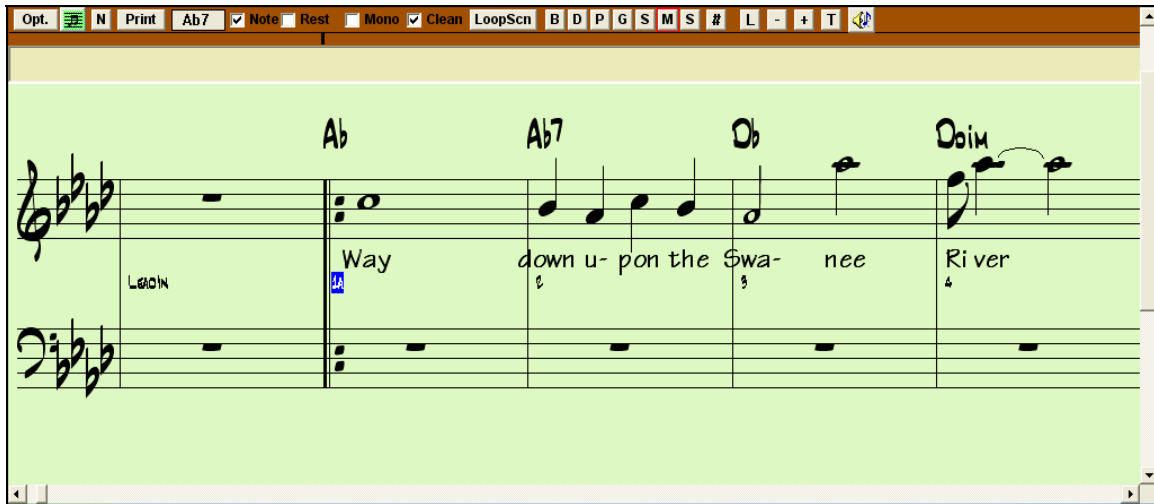 Opt. N Print Ab7 Note Rest Mono Clean LoopScn B D P G S M S # L - + T
Ab Ab7 Db Ddim
Way down u- pon the Swa- nee Ri ver
LEADIN 1A 2 3 4